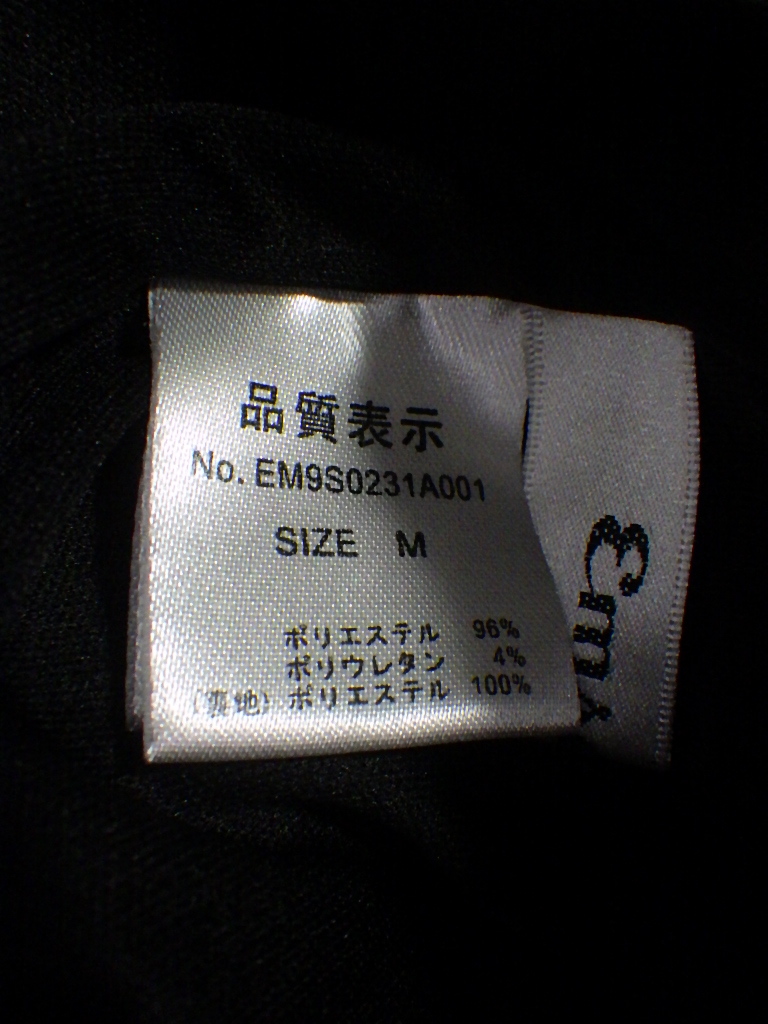 品質表示
No. EM9S0231A001
SIZE M
ポリエステル 96%
ポリウレタン 4%
(裏地) ポリエステル 100%